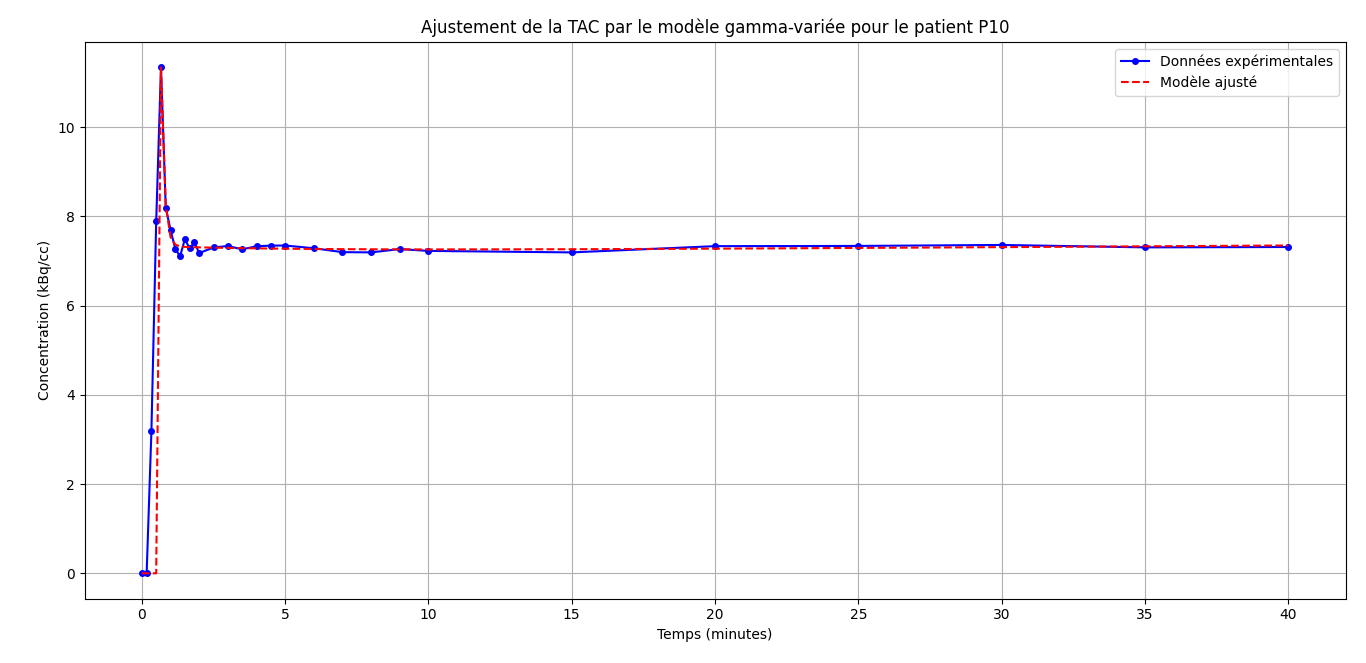 Ajustement de la TAC par le modèle gamma-variée pour le patient P10
Données expérimentales
Modèle ajusté
Concentration (kBq/cc)
10
8
6
4
2
0
0 5 10 15 20 25 30 35 40
Temps (minutes)